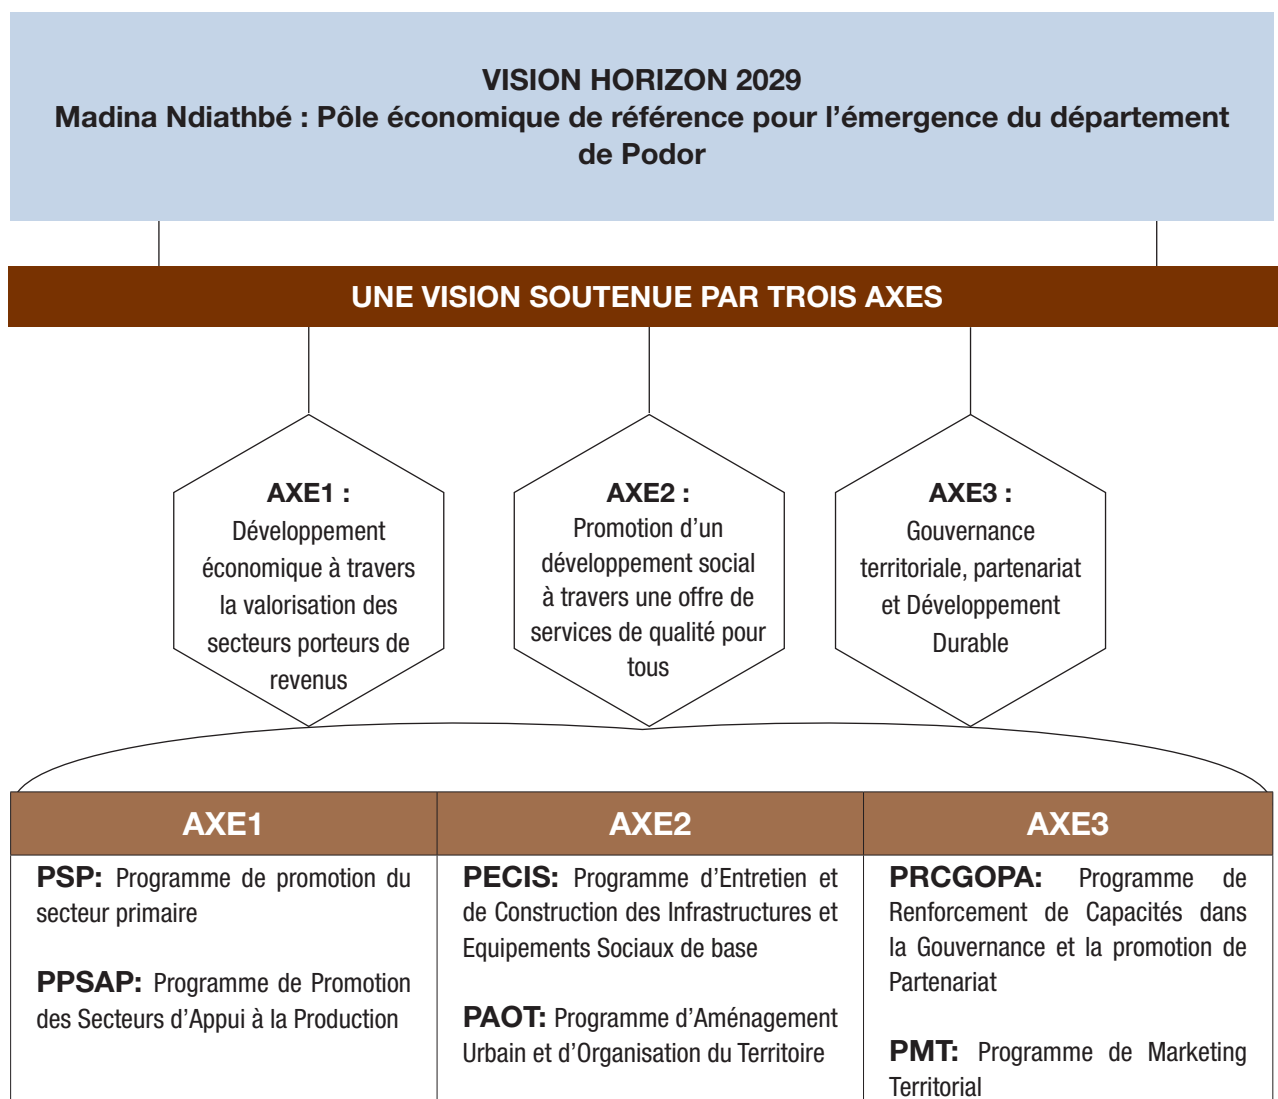 VISION HORIZON 2029
Madina Ndiathbé : Pôle économique de référence pour l’émergence du département
de Podor
UNE VISION SOUTENUE PAR TROIS AXES
AXE1 :
Développement
économique à travers
la valorisation des
secteurs porteurs de
revenus
AXE2 :
Promotion d’un
développement social
à travers une offre de
services de qualité pour
tous
AXE3 :
Gouvernance
territoriale, partenariat
et Développement
Durable
AXE1
PSP: Programme de promotion du
secteur primaire
PPSAP: Programme de Promotion
des Secteurs d’Appui à la Production
AXE2
PECIS: Programme d’Entretien et
de Construction des Infrastructures et
Equipements Sociaux de base
PAOT: Programme d’Aménagement
Urbain et d’Organisation du Territoire
AXE3
PRCGOPA: Programme de
Renforcement de Capacités dans
la Gouvernance et la promotion de
Partenariat
PMT: Programme de Marketing
Territorial